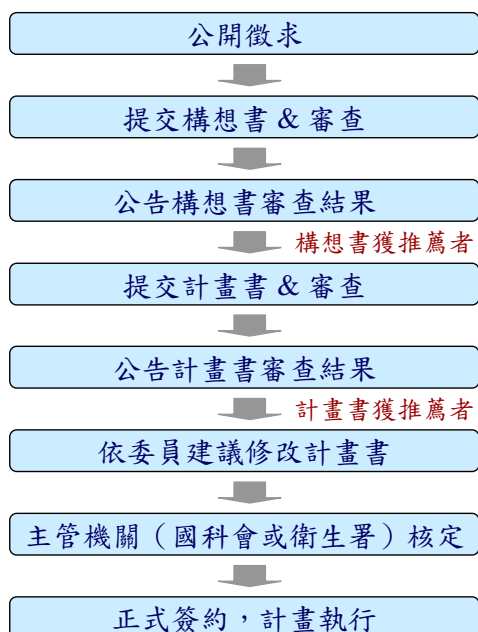 公開徵求
提交構想書 & 審查
公告構想書審查結果
構想書獲推薦者
提交計畫書 & 審查
公告計畫書審查結果
計畫書獲推薦者
依委員建議修改計畫書
主管機關（國科會或衛生署）核定
正式簽約，計畫執行